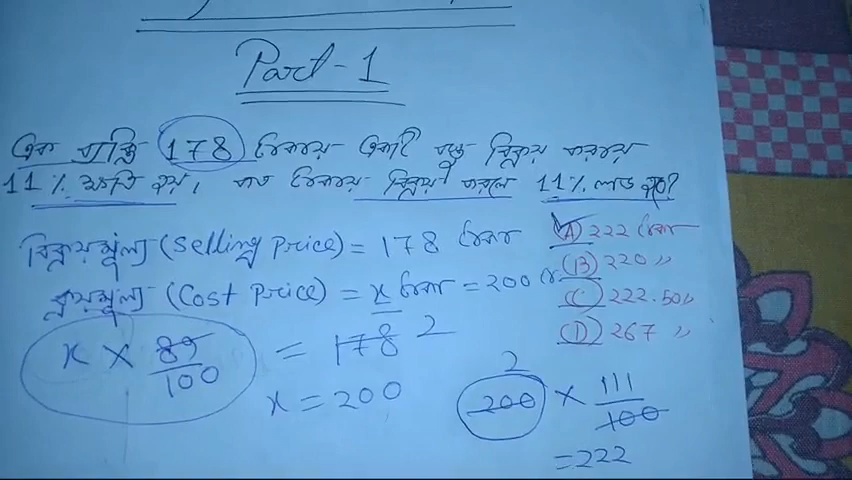 Part-1
এক ব্যক্তি 178 টাকায় একটি বস্তু বিক্রয় করায়
11% ক্ষতি হয়, কত টাকায় বিক্রয় করলে 11% লাভ হবে?
বিক্রয়মূল্য (Selling Price) = 178 টাকা
(A) 222 টাকা
ক্রয়মূল্য (Cost Price) = x টাকা = 200
(B) 220 "
(C) 222.50 "
(D) 267 "
x × 89/100 = 178 2
x = 200
2
200 × 111/100
= 222